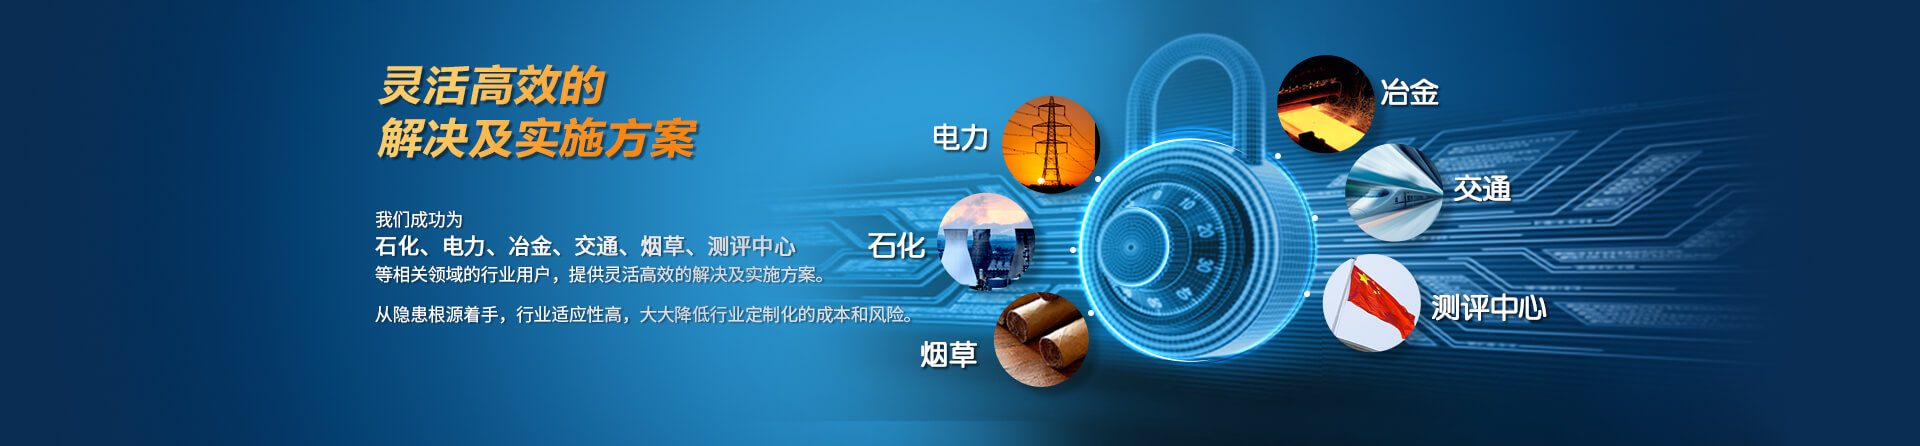 灵活高效的
解决及实施方案
我们成功为
石化、电力、冶金、交通、烟草、测评中心
等相关领域的行业用户，提供灵活高效的解决及实施方案。
从隐患根源着手，行业适应性高，大大降低行业定制化的成本和风险。
电力
石化
烟草
冶金
交通
测评中心
10
20
30
40